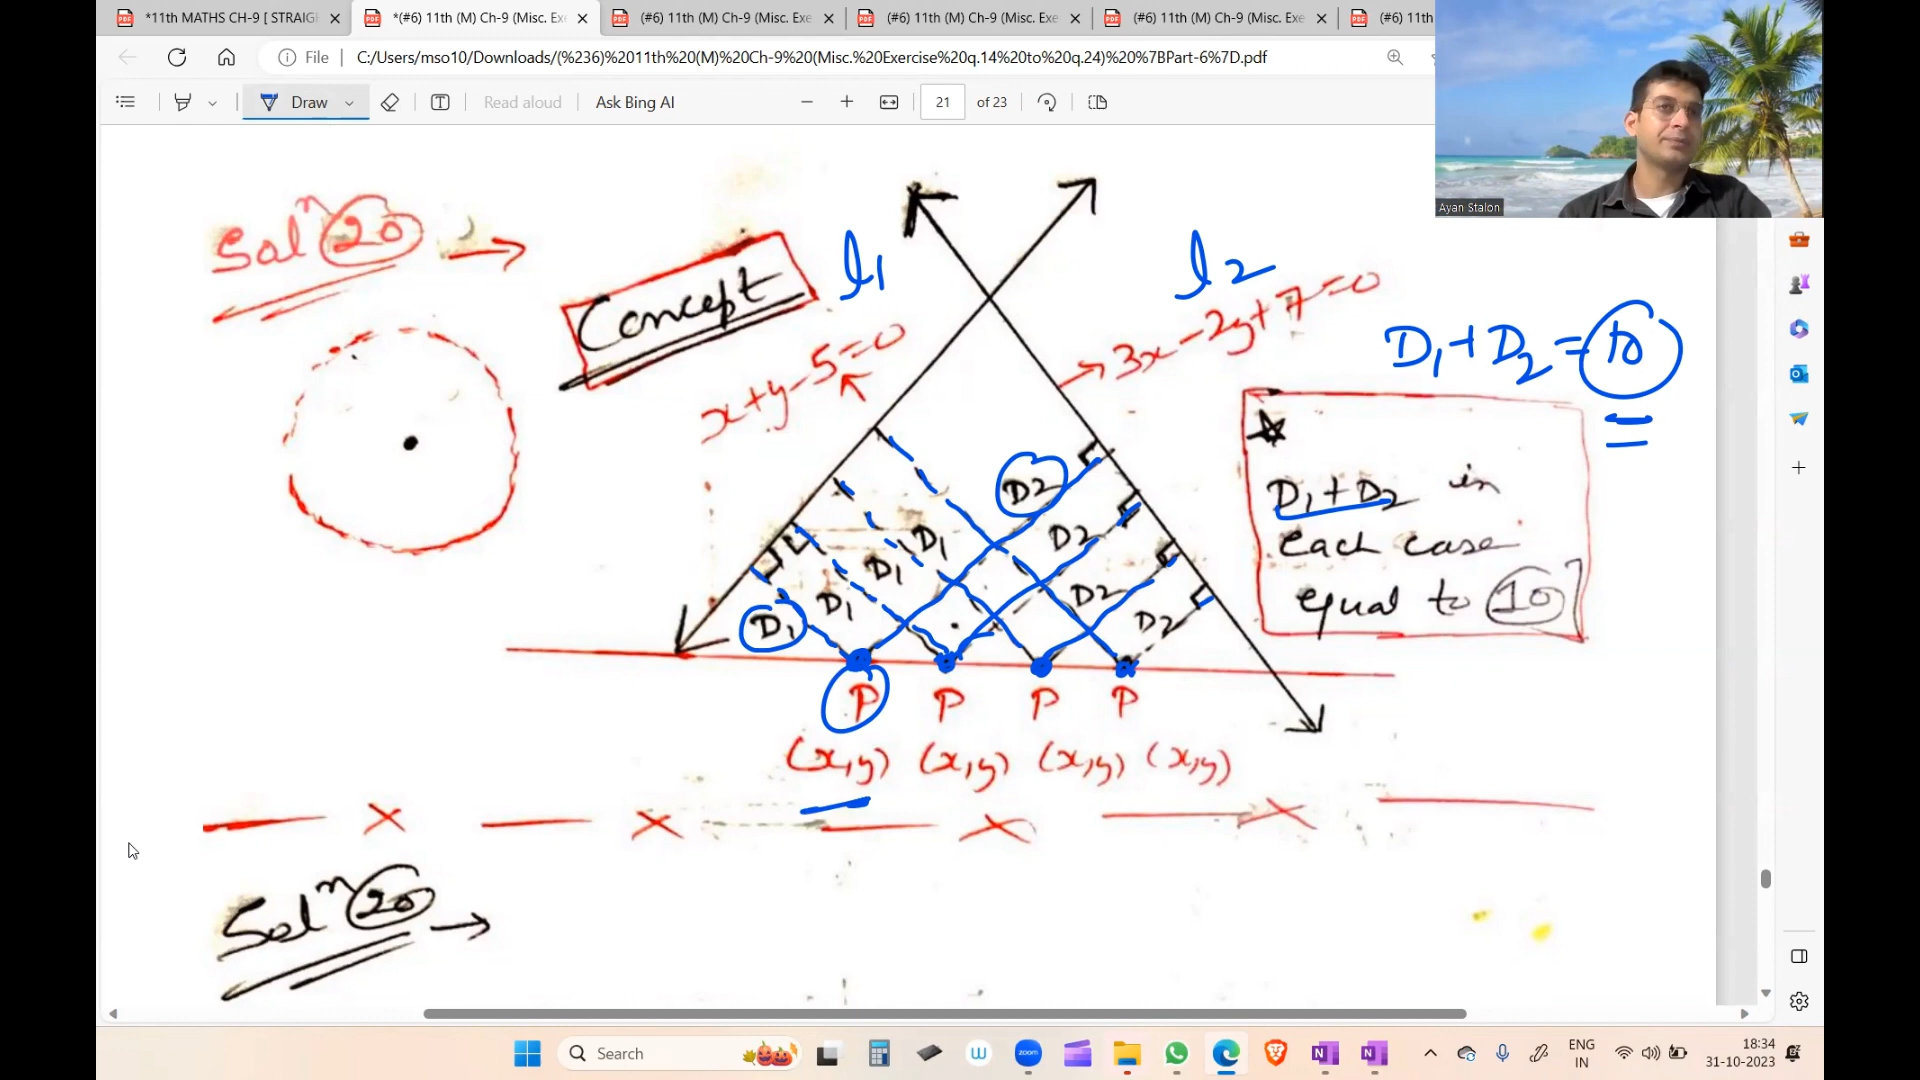 *11th MATHS CH-9 [ STRAIG
*(#6) 11th (M) Ch-9 (Misc. Exe
(#6) 11th (M) Ch-9 (Misc. Exe
(#6) 11th (M) Ch-9 (Misc. Exe
(#6) 11th (M) Ch-9 (Misc. Exe
(#6) 11th
File
C:/Users/mso10/Downloads/(%236)%2011th%20(M)%20Ch-9%20(Misc.%20Exercise%20q.14%20to%20q.24)%20%7BPart-6%7D.pdf
Draw
Read aloud
Ask Bing AI
21 of 23
Ayan Stalon
Solⁿ 20
Concept
l1
l2
x+y-5=0
3x-2y+7=0
D1+D2=10
D1+D2 in
each case
equal to 10
D2
D1 D2
D1
D1 D2
D1 D2
P P P P
(x,y) (x,y) (x,y) (x,y)
Solⁿ 20
Search
zoom
ENG
IN
18:34
31-10-2023